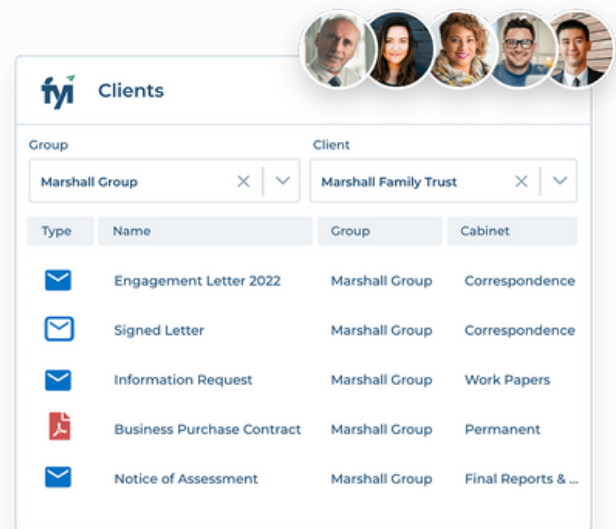 fyi Clients
Group Client
Marshall Group Marshall Family Trust
Type Name Group Cabinet
Engagement Letter 2022 Marshall Group Correspondence
Signed Letter Marshall Group Correspondence
Information Request Marshall Group Work Papers
Business Purchase Contract Marshall Group Permanent
Notice of Assessment Marshall Group Final Reports & ...